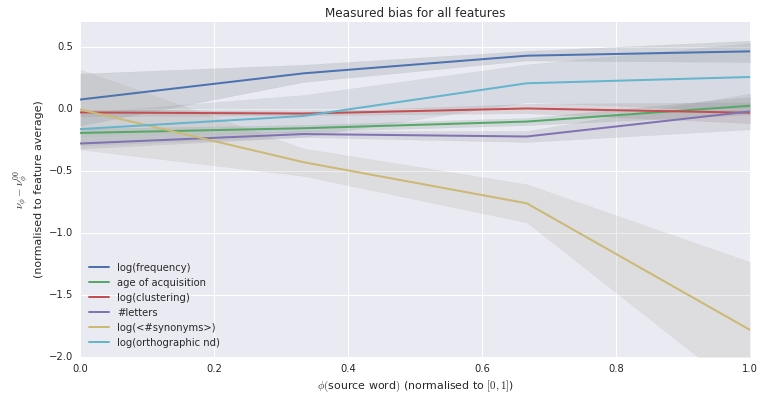 Measured bias for all features
0.5
0.0
−0.5
−1.0
−1.5
−2.0
ν_ϕ − ν_ϕ^00
(normalised to feature average)
log(frequency)
age of acquisition
log(clustering)
#letters
log(<#synonyms>)
log(orthographic nd)
0.0 0.2 0.4 0.6 0.8 1.0
ϕ(source word) (normalised to [0, 1])